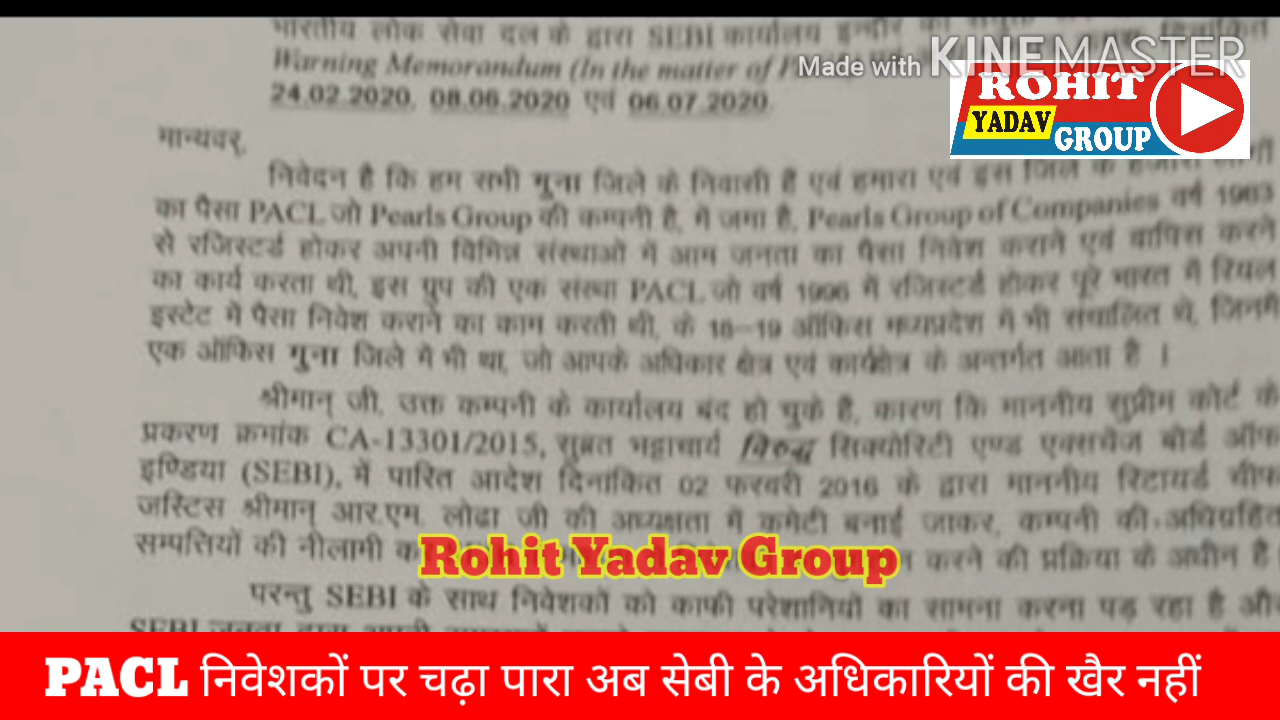 भारतीय लोक सेवा दल के द्वारा SEBI कार्यालय इन्दौर
Warning Memorandum (In the matter of
Made with KINEMASTER
24.02.2020, 08.06.2020 एवं 06.07.2020
ROHIT
YADAV
GROUP
मान्यवर,
निवेदन है कि हम सभी गुना जिले के निवासी हैं एवं हमारा एवं इस जिले के
का पैसा PACL जो Pearls Group की कम्पनी है, में जमा है, Pearls Group of Companies वर्ष 1983
से रजिस्टर्ड होकर अपनी विभिन्न संस्थाओं में आम जनता का पैसा निवेश कराने एवं वापिस करने
का कार्य करता थी, इस ग्रुप की एक संस्था PACL जो वर्ष 1996 में रजिस्टर्ड होकर पूरे भारत में रियल
इस्टेट में पैसा निवेश कराने का काम करती थी, के 18-19 ऑफिस मध्यप्रदेश में भी संचालित थे, जिनमें
एक ऑफिस गुना जिले में भी था, जो आपके अधिकार क्षेत्र एवं कार्यक्षेत्र के अन्तर्गत आता है ।
श्रीमान् जी, उक्त कम्पनी के कार्यालय बंद हो चुके है, कारण कि माननीय सुप्रीम कोर्ट के
प्रकरण क्रमांक CA-13301/2015, सुब्रत भट्टाचार्य विरुद्ध सिक्योरिटी एण्ड एक्सचेंज बोर्ड ऑफ
इण्डिया (SEBI), में पारित आदेश दिनांकित 02 फरवरी 2016 के द्वारा माननीय रिटायर्ड चीफ
जस्टिस श्रीमान् आर.एम. लोढा जी की अध्यक्षता में कमेटी बनाई जाकर, कम्पनी की अधिग्रहित
सम्पत्तियों की नीलामी करने की प्रक्रिया के अधीन है
Rohit Yadav Group
परन्तु SEBI के साथ निवेशकों को काफी परेशानियों का सामना करना पड़ रहा है और
SEBI जनता द्वारा अपनी
PACL निवेशकों पर चढ़ा पारा अब सेबी के अधिकारियों की खैर नहीं